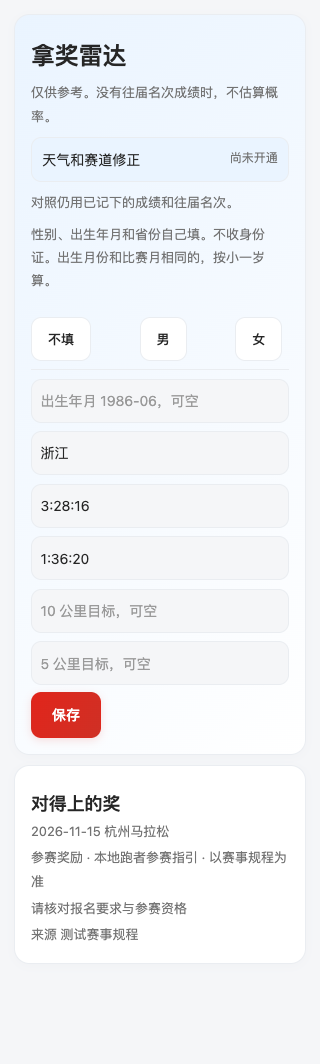 拿奖雷达
仅供参考。没有往届名次成绩时，不估算概
率。
天气和赛道修正
尚未开通
对照仍用已记下的成绩和往届名次。
性别、出生年月和省份自己填。不收身份
证。出生月份和比赛月相同的，按小一岁
算。
不填
男
女
出生年月 1986-06，可空
浙江
3:28:16
1:36:20
10 公里目标，可空
5 公里目标，可空
保存
对得上的奖
2026-11-15 杭州马拉松
参赛奖励 · 本地跑者参赛指引 · 以赛事规程为
准
请核对报名要求与参赛资格
来源 测试赛事规程